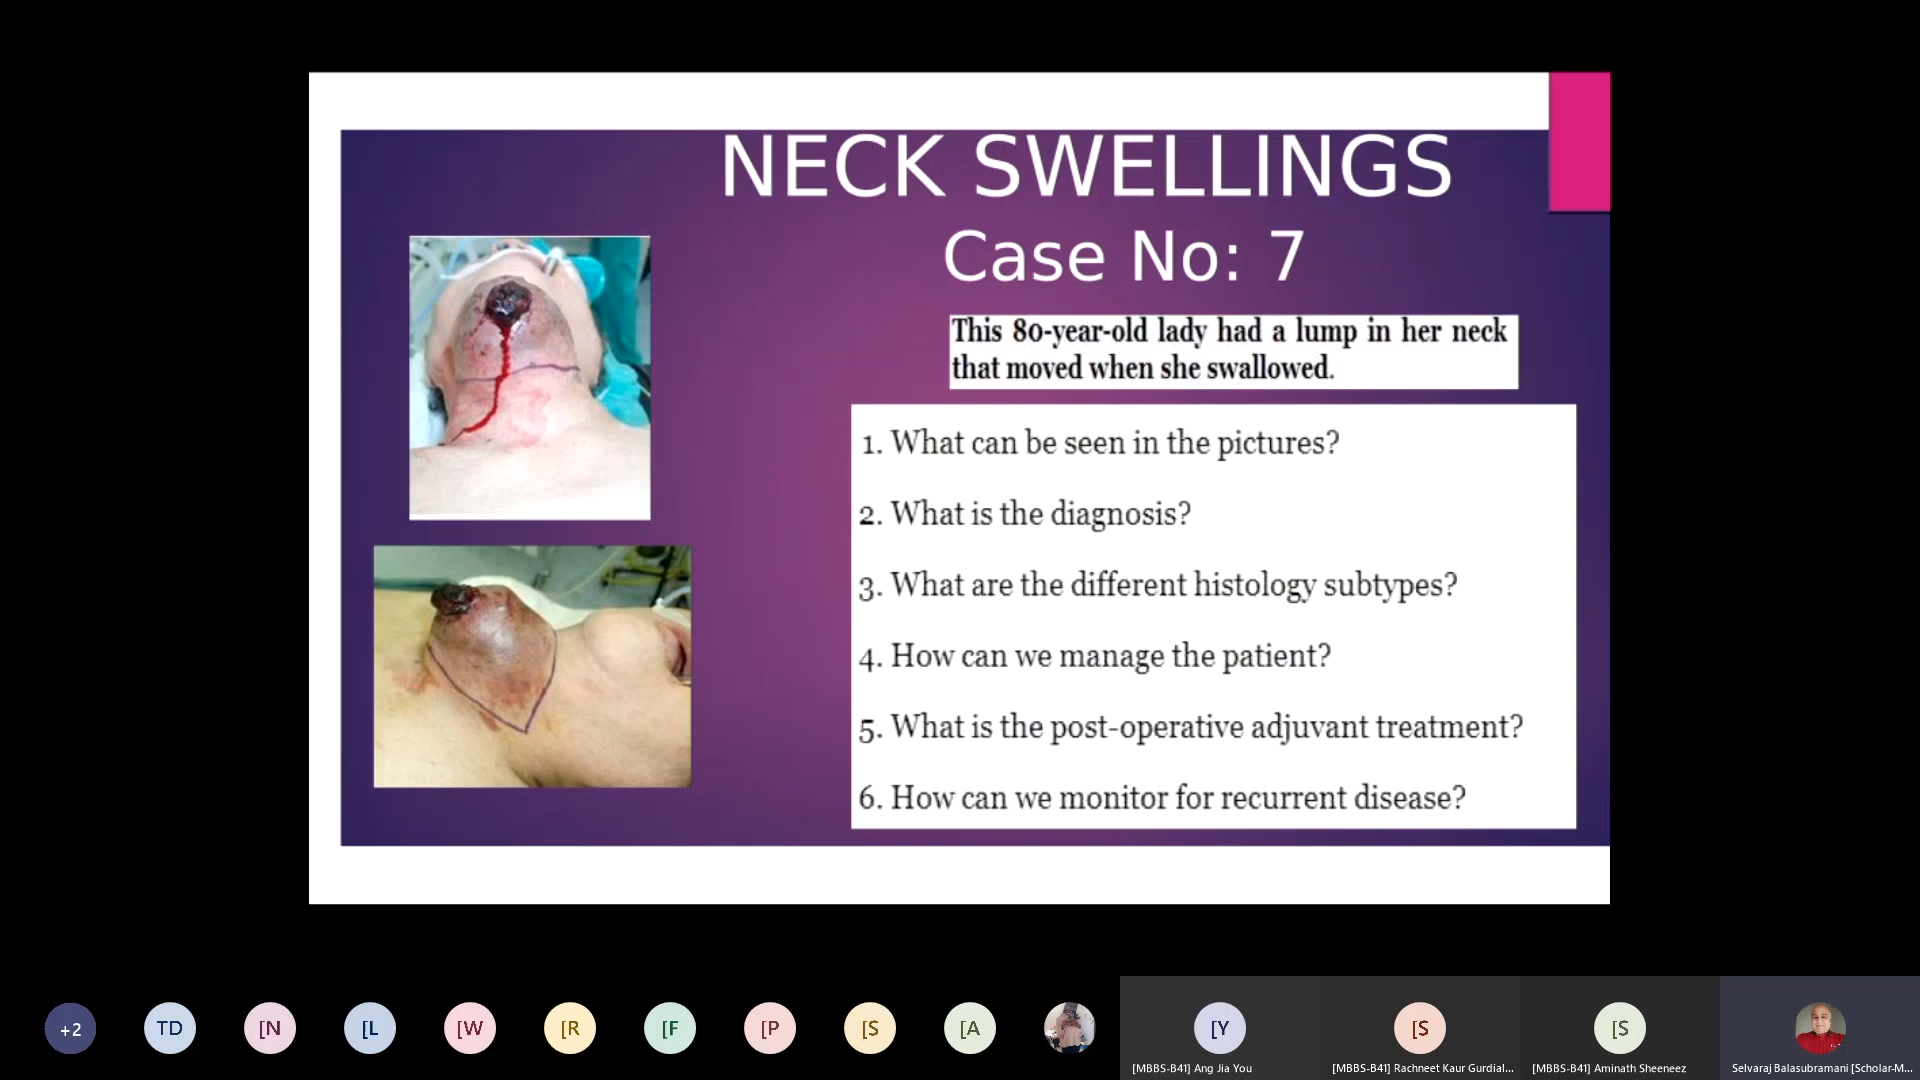 NECK SWELLINGS
Case No: 7
This 80-year-old lady had a lump in her neck
that moved when she swallowed.
1. What can be seen in the pictures?
2. What is the diagnosis?
3. What are the different histology subtypes?
4. How can we manage the patient?
5. What is the post-operative adjuvant treatment?
6. How can we monitor for recurrent disease?
+2
TD
[N
[L
[W
[R
[F
[P
[S
[A
[Y
[S
[S
[MBBS-B41] Ang Jia You
[MBBS-B41] Rachneet Kaur Gurdial...
[MBBS-B41] Aminath Sheeneez
Selvaraj Balasubramani [Scholar-M...